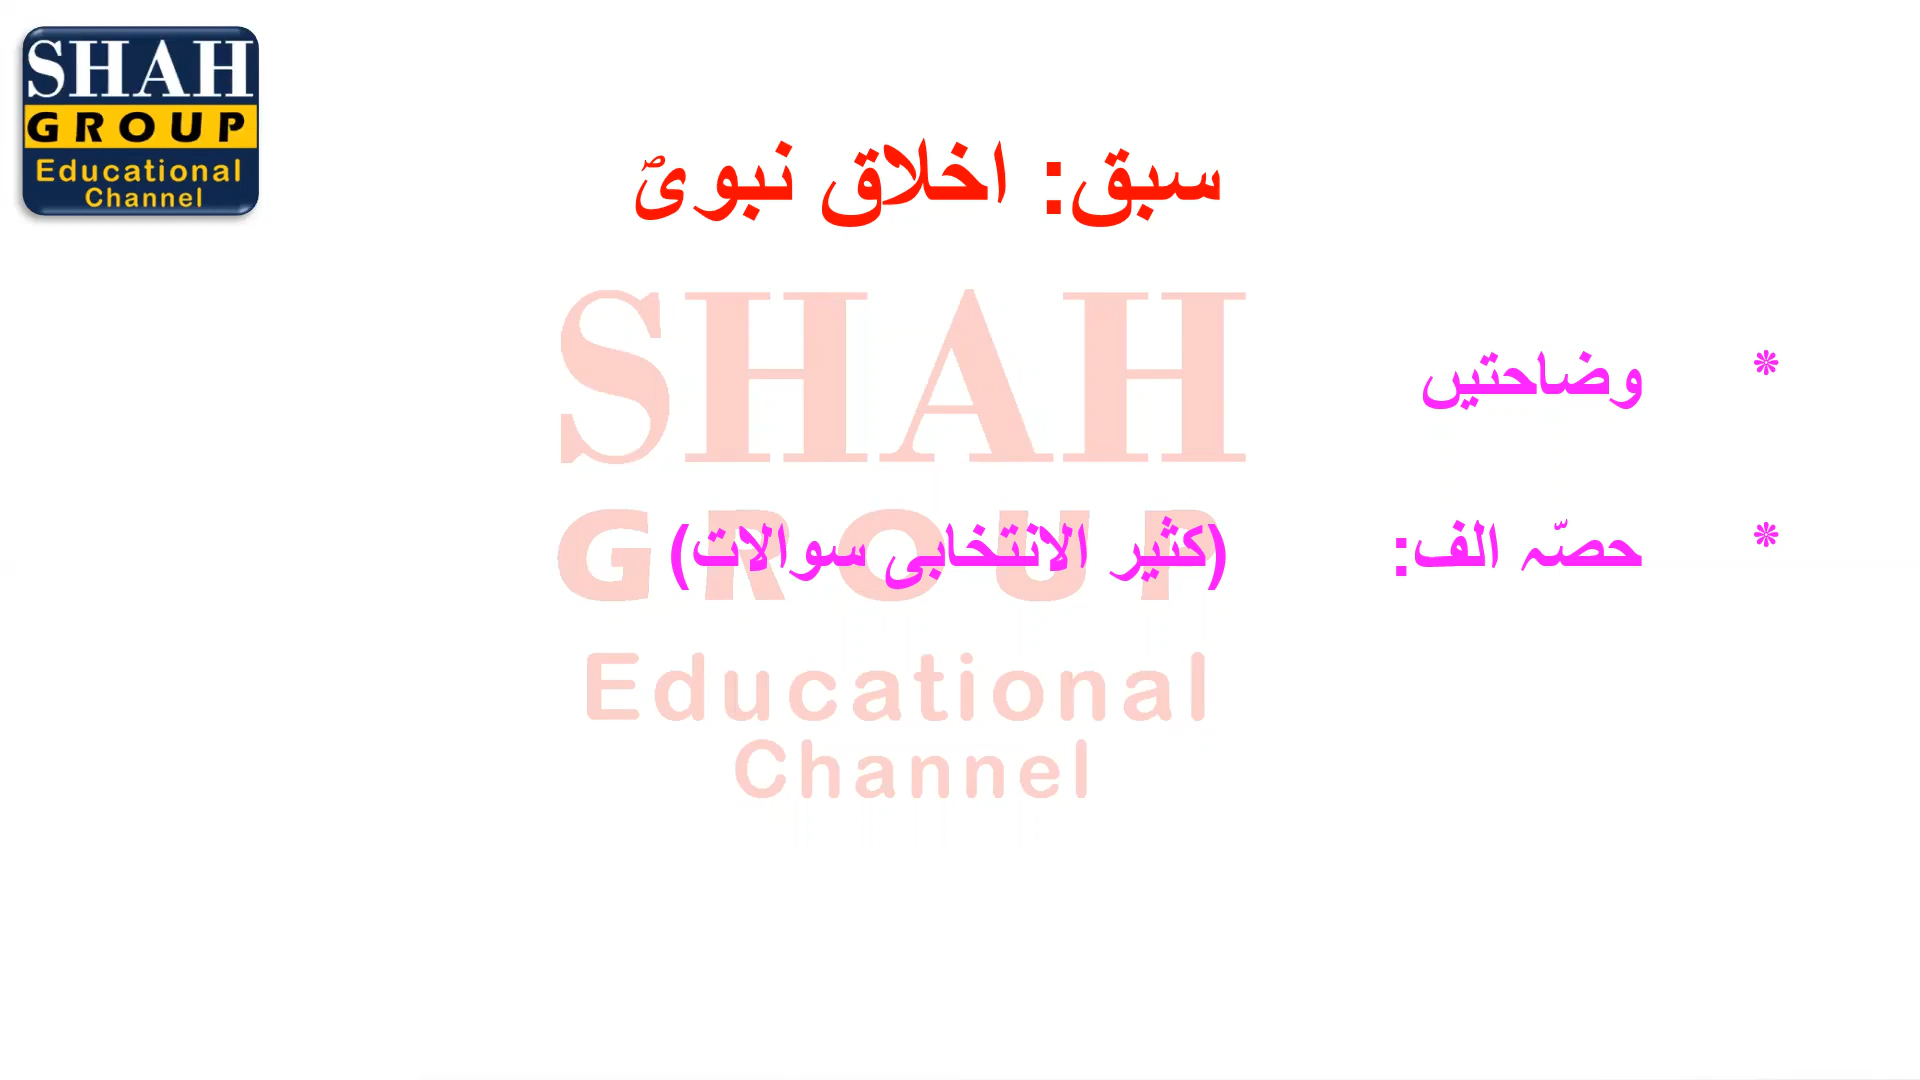 SHAH
GROUP
Educational
Channel
سبق: اخلاق نبویؐ
SHAH
* وضاحتیں
GROUP
* حصّہ الف: (کثیر الانتخابی سوالات)
Educational
Channel